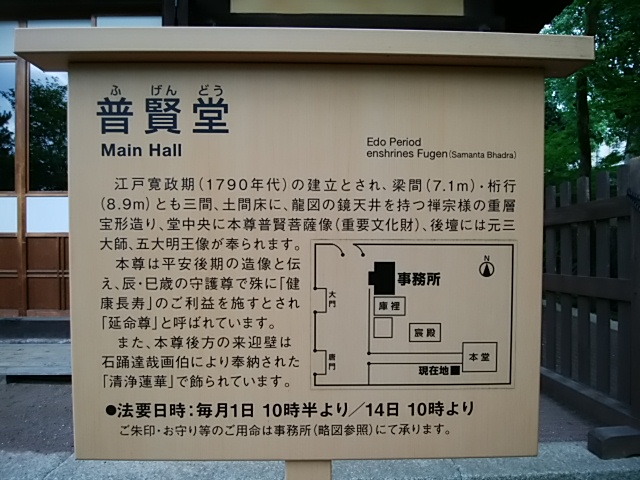 ふ げん どう
普賢堂
Main Hall
Edo Period
enshrines Fugen(Samanta Bhadra)
江戸寛政期(1790年代)の建立とされ、梁間(7.1m)・桁行
(8.9m)とも三間、土間床に、龍図の鏡天井を持つ禅宗様の重層
宝形造り、堂中央に本尊普賢菩薩像(重要文化財)、後壇には元三
大師、五大明王像が奉られます。
本尊は平安後期の造像と伝
え、辰・巳歳の守護尊で殊に「健
康長寿」のご利益を施すとされ
「延命尊」と呼ばれています。
また、本尊後方の来迎壁は
石踊達哉画伯により奉納された
「清浄蓮華」で飾られています。
N
事務所
庫裡
大門
宸殿
唐門
本堂
現在地
●法要日時：毎月1日 10時半より／14日 10時より
ご朱印・お守り等のご用命は事務所(略図参照)にて承ります。